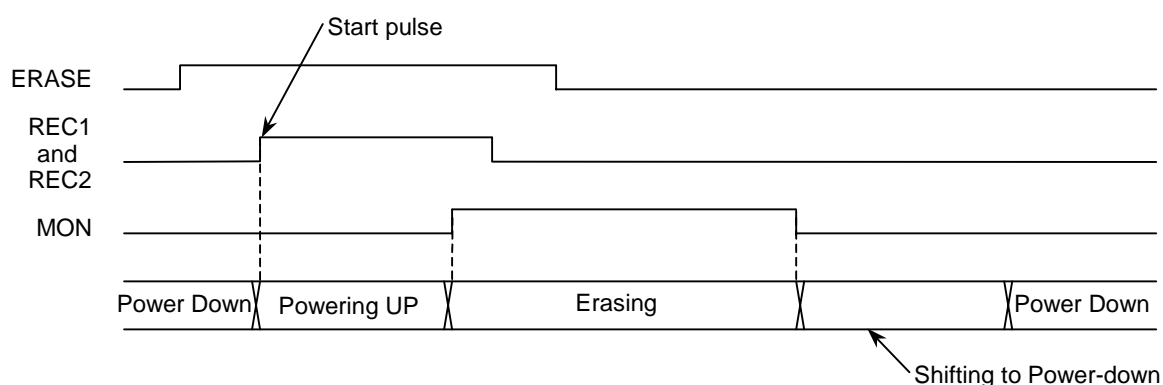 Start pulse
ERASE
REC1
and
REC2
MON
Power Down
Powering UP
Erasing
Power Down
Shifting to Power-down